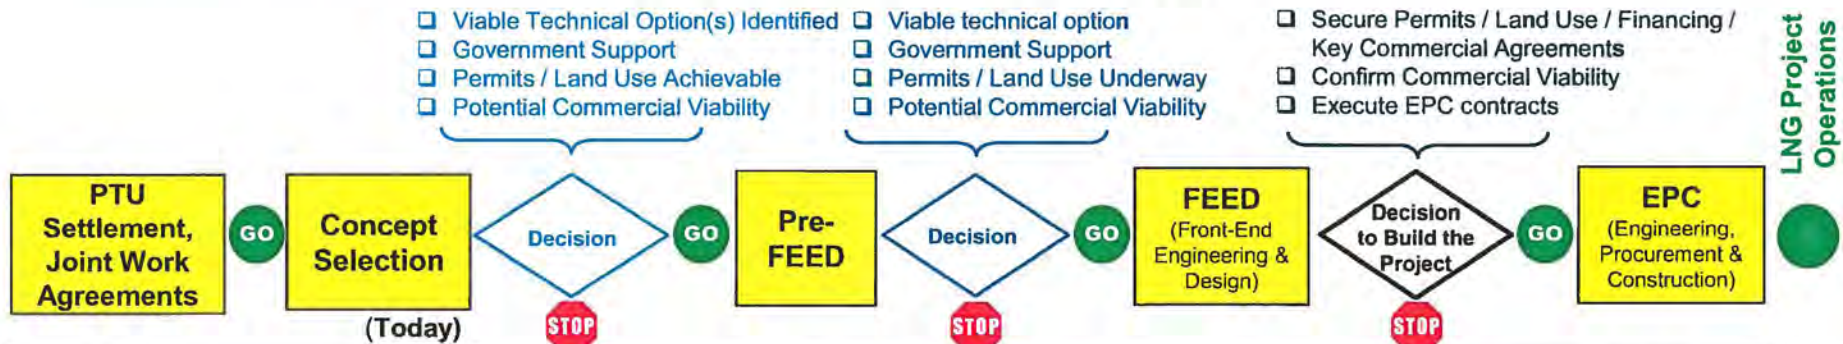 ❑ Viable Technical Option(s) Identified
❑ Government Support
❑ Permits / Land Use Achievable
❑ Potential Commercial Viability
❑ Viable technical option
❑ Government Support
❑ Permits / Land Use Underway
❑ Potential Commercial Viability
❑ Secure Permits / Land Use / Financing /
Key Commercial Agreements
❑ Confirm Commercial Viability
❑ Execute EPC contracts
LNG Project
Operations
PTU
Settlement,
Joint Work
Agreements
GO
Concept
Selection
(Today)
Decision
STOP
GO
Pre-
FEED
Decision
STOP
GO
FEED
(Front-End
Engineering &
Design)
Decision
to Build the
Project
STOP
GO
EPC
(Engineering,
Procurement &
Construction)